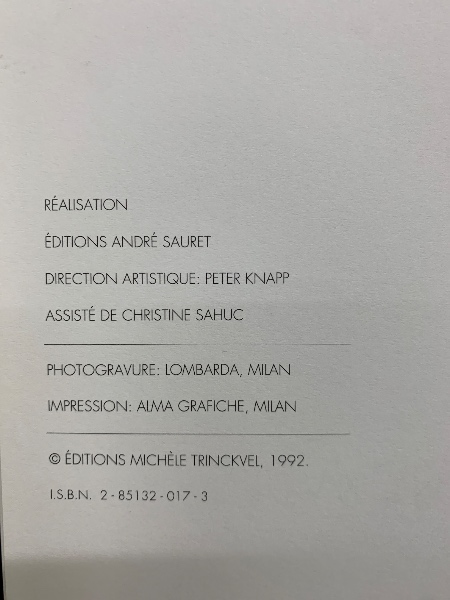 RÉALISATION
ÉDITIONS ANDRÉ SAURET
DIRECTION ARTISTIQUE: PETER KNAPP
ASSISTÉ DE CHRISTINE SAHUC
PHOTOGRAVURE: LOMBARDA, MILAN
IMPRESSION: ALMA GRAFICHE, MILAN
© ÉDITIONS MICHÈLE TRINCKVEL, 1992.
I.S.B.N. 2-85132-017-3